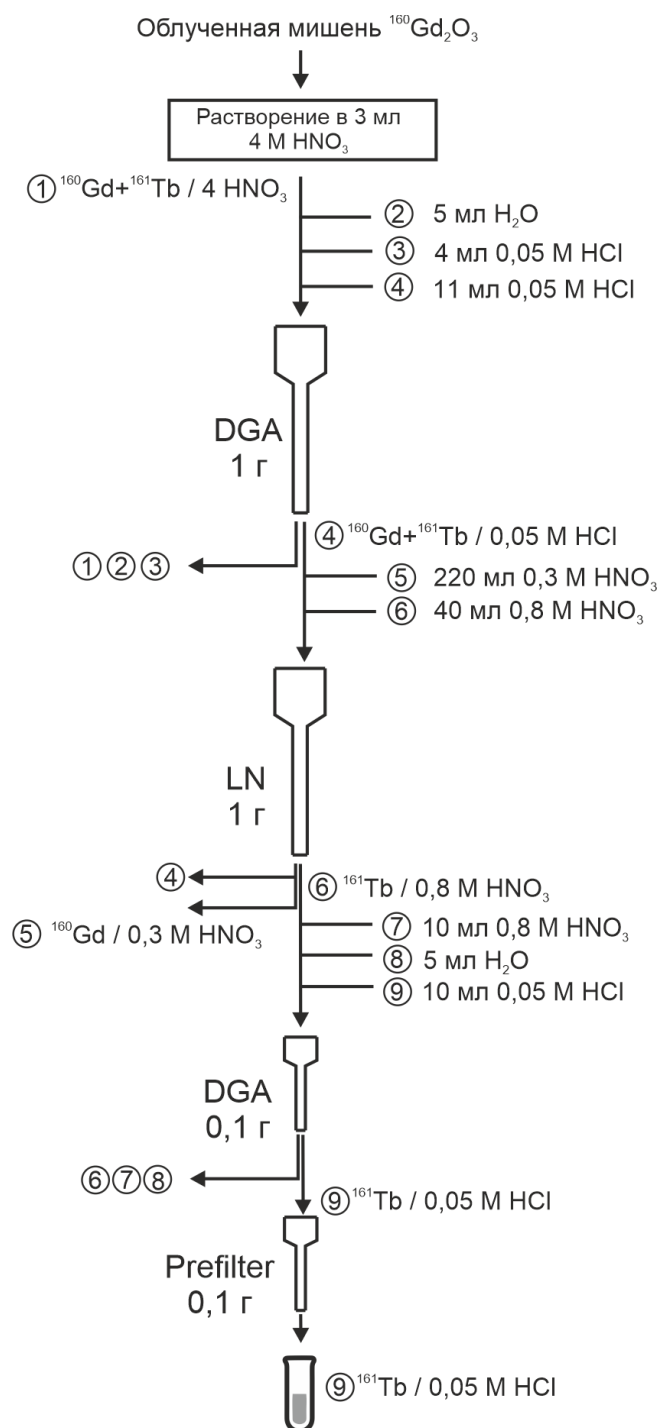 Облученная мишень ¹⁶⁰Gd₂O₃
Растворение в 3 мл
4 М HNO₃
① ¹⁶⁰Gd+¹⁶¹Tb / 4 HNO₃
② 5 мл H₂O
③ 4 мл 0,05 М HCl
④ 11 мл 0,05 М HCl
DGA
1 г
④ ¹⁶⁰Gd+¹⁶¹Tb / 0,05 М HCl
①②③
⑤ 220 мл 0,3 М HNO₃
⑥ 40 мл 0,8 М HNO₃
LN
1 г
④
⑥ ¹⁶¹Tb / 0,8 М HNO₃
⑤ ¹⁶⁰Gd / 0,3 М HNO₃
⑦ 10 мл 0,8 М HNO₃
⑧ 5 мл H₂O
⑨ 10 мл 0,05 М HCl
DGA
0,1 г
⑥⑦⑧
⑨ ¹⁶¹Tb / 0,05 М HCl
Prefilter
0,1 г
⑨ ¹⁶¹Tb / 0,05 М HCl